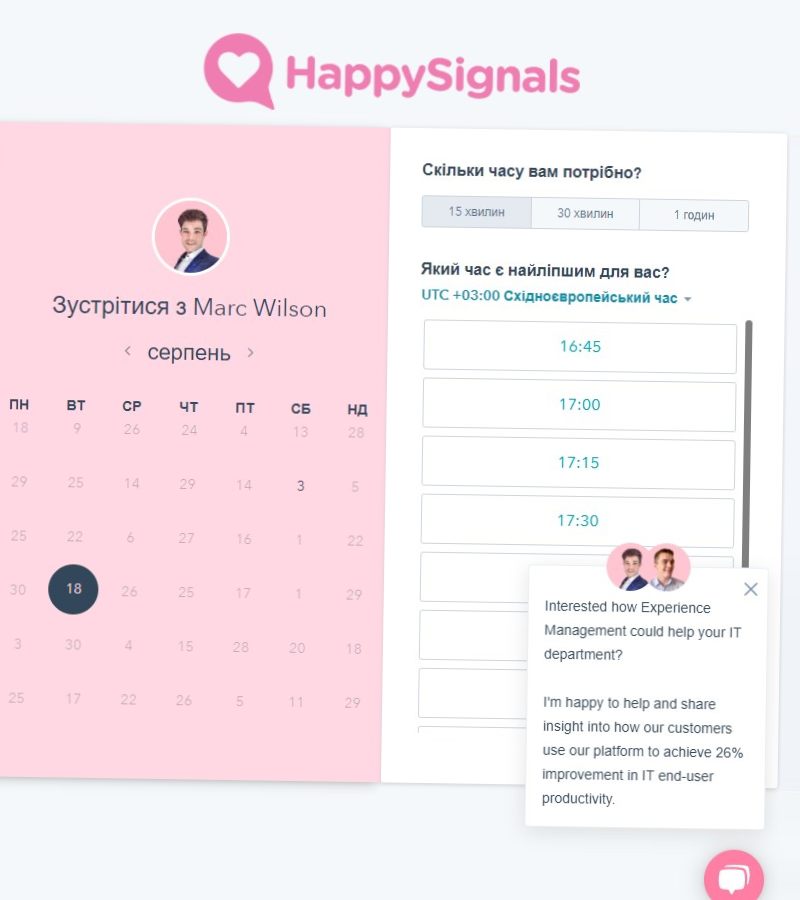 HappySignals
Зустрітися з Marc Wilson
серпень
ПН ВТ СР ЧТ ПТ СБ НД
18 9 26 24 4 13 28
29 25 14 29 14 3 5
25 22 6 27 16 1 22
30 18 26 25 17 1 29
3 30 4 15 28 20 18
25 17 22 26 5 11 29
Скільки часу вам потрібно?
15 хвилин 30 хвилин 1 годин
Який час є найліпшим для вас?
UTC +03:00 Східноєвропейський час
16:45
17:00
17:15
17:30
Interested how Experience
Management could help your IT
department?
I'm happy to help and share
insight into how our customers
use our platform to achieve 26%
improvement in IT end-user
productivity.